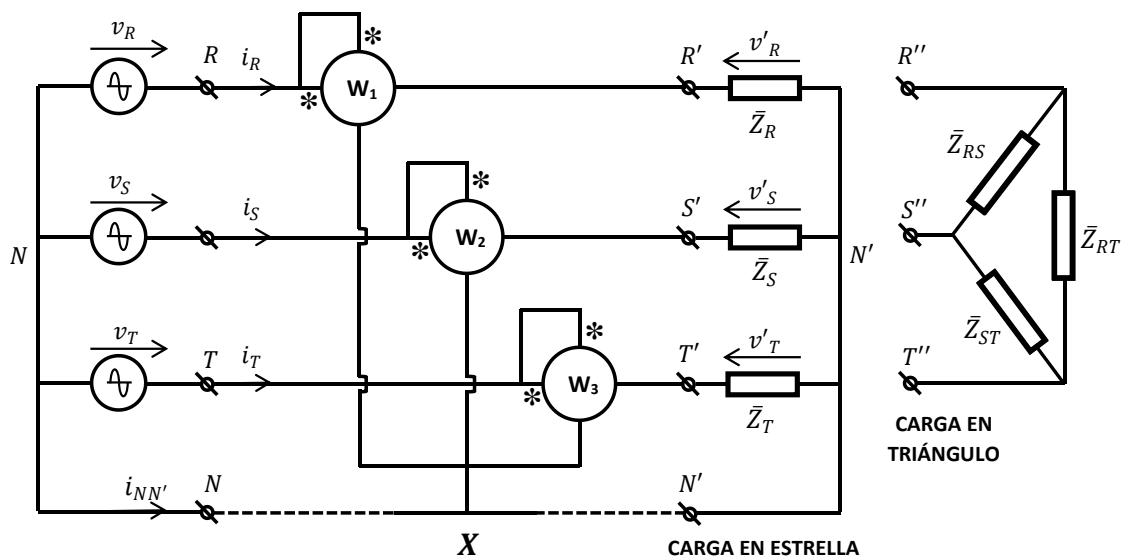 v_R
R
i_R
*
*
W₁
R'
v'_R
Z̄_R
R''
Z̄_RS
v_S
S
i_S
*
*
W₂
S'
v'_S
Z̄_S
S''
N
N'
Z̄_RT
Z̄_ST
v_T
T
i_T
*
*
W₃
T'
v'_T
Z̄_T
T''
CARGA EN
TRIÁNGULO
i_NN'
N
X
N'
CARGA EN ESTRELLA